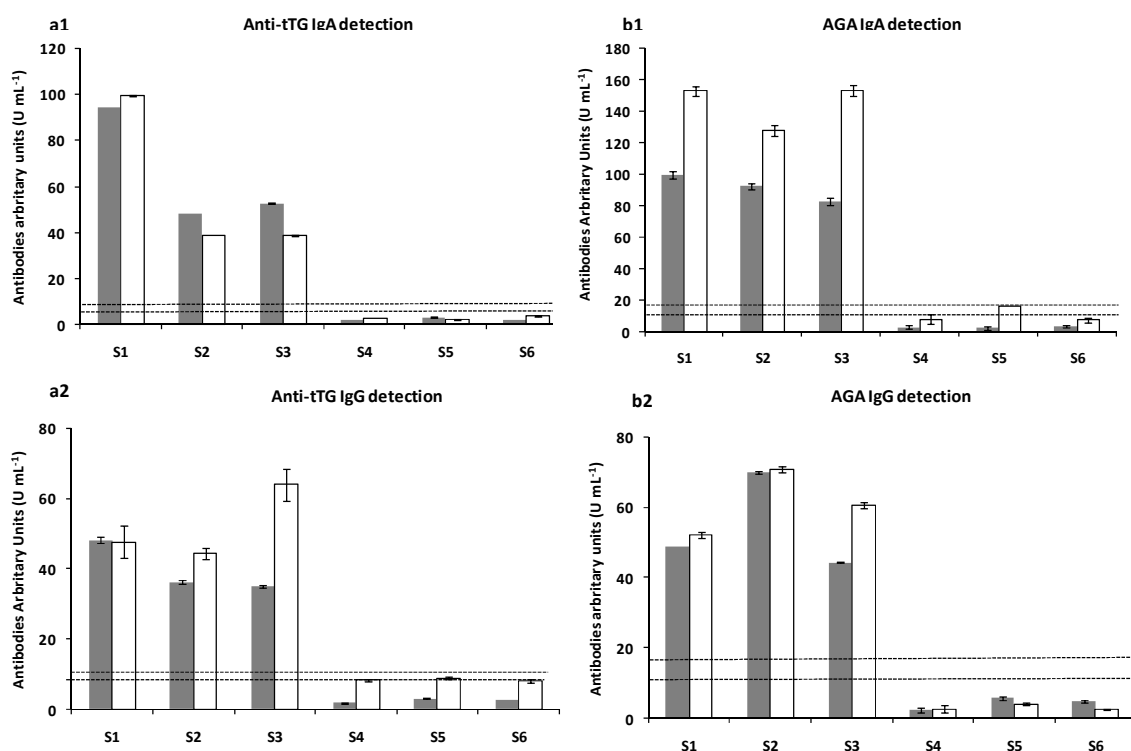 a1
Anti-tTG IgA detection
Antibodies arbritary units (U mL⁻¹)
120
100
80
60
40
20
0
S1 S2 S3 S4 S5 S6
b1
AGA IgA detection
Antibodies Arbritary Units (U mL⁻¹)
180
160
140
120
100
80
60
40
20
0
S1 S2 S3 S4 S5 S6
a2
Anti-tTG IgG detection
Antibodies Arbritary Units (U mL⁻¹)
80
60
40
20
0
S1 S2 S3 S4 S5 S6
b2
AGA IgG detection
Antibodies arbritary units (U mL⁻¹)
80
60
40
20
0
S1 S2 S3 S4 S5 S6